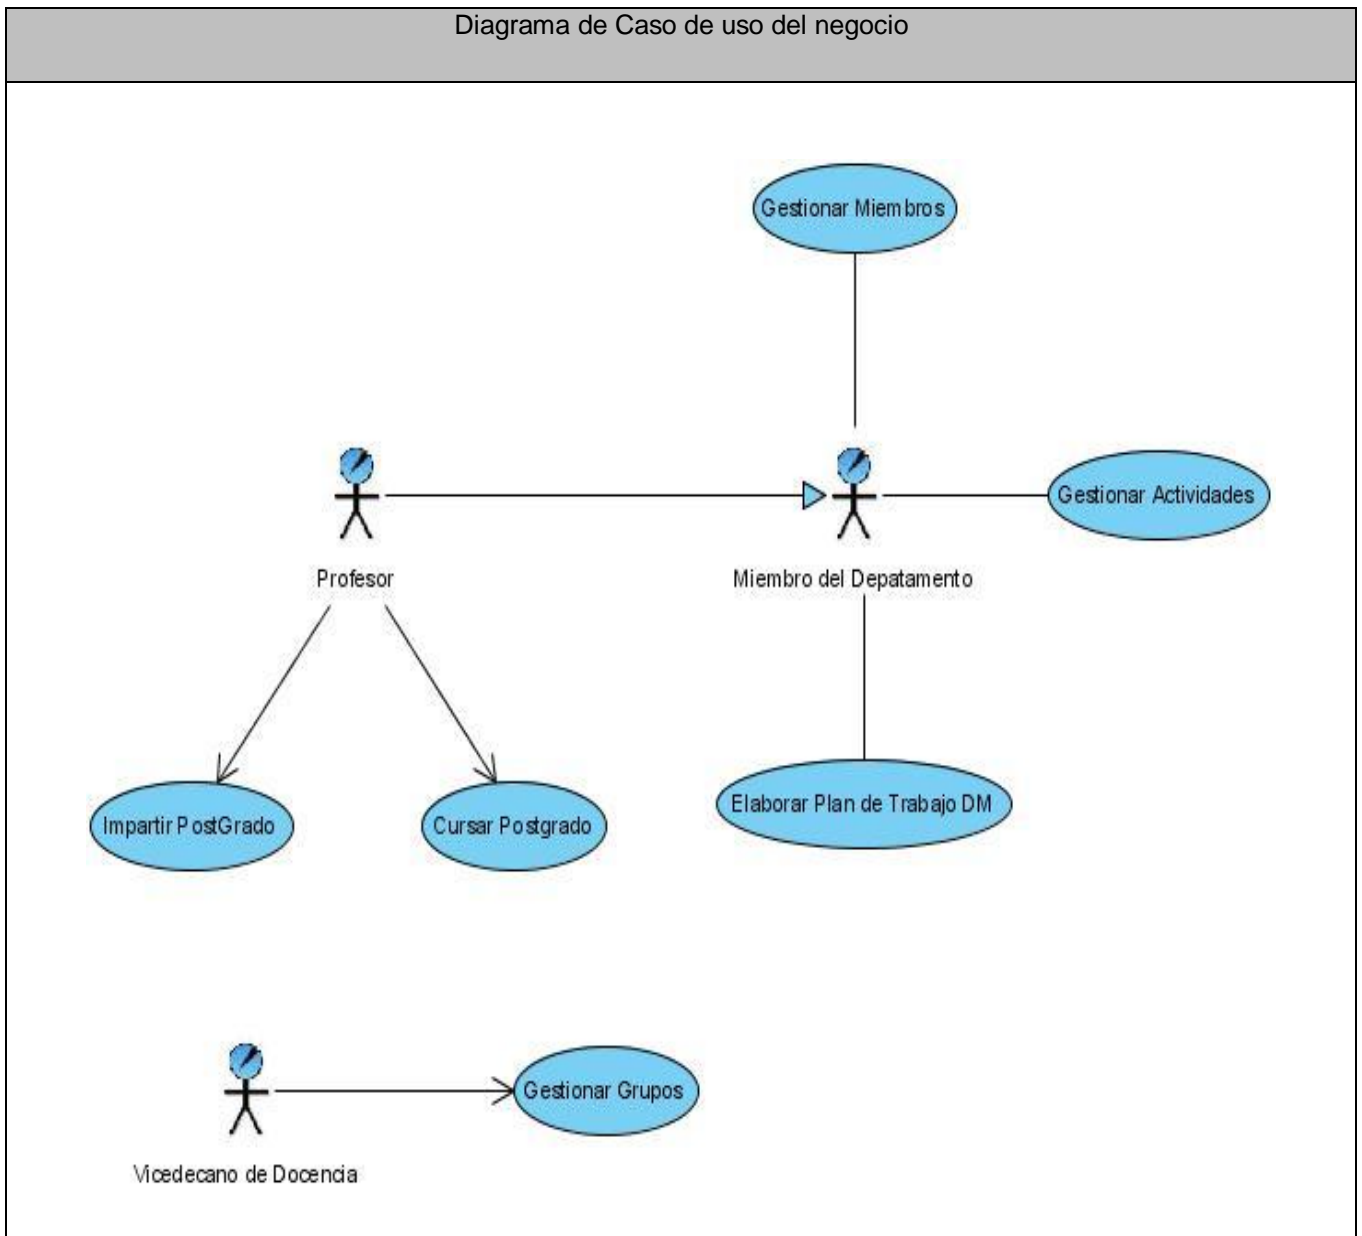 Diagrama de Caso de uso del negocio
Gestionar Miembros
Gestionar Actividades
Profesor
Miembro del Depatamento
Impartir PostGrado
Cursar Postgrado
Elaborar Plan de Trabajo DM
Gestionar Grupos
Vicedecano de Docencia